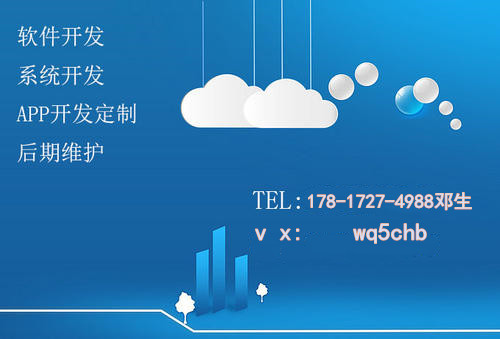 软件开发
系统开发
APP开发定制
后期维护
TEL:178-1727-4988邓生
v x: wq5chb